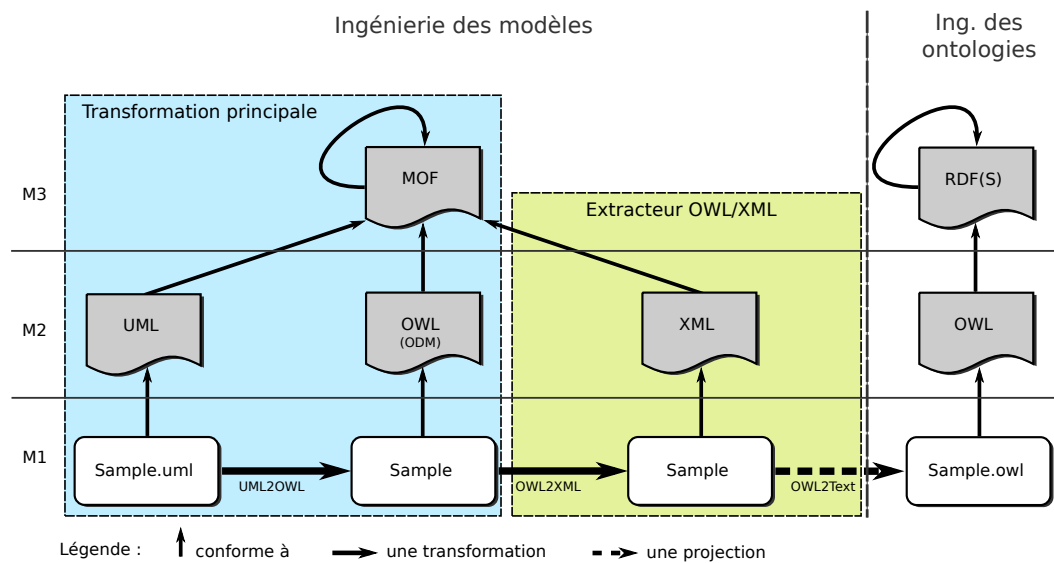 Ingénierie des modèles
Ing. des
ontologies
Transformation principale
M3
MOF
RDF(S)
Extracteur OWL/XML
M2
UML
OWL
(ODM)
XML
OWL
M1
Sample.uml
UML2OWL
Sample
OWL2XML
Sample
OWL2Text
Sample.owl
Légende :
conforme à
une transformation
une projection